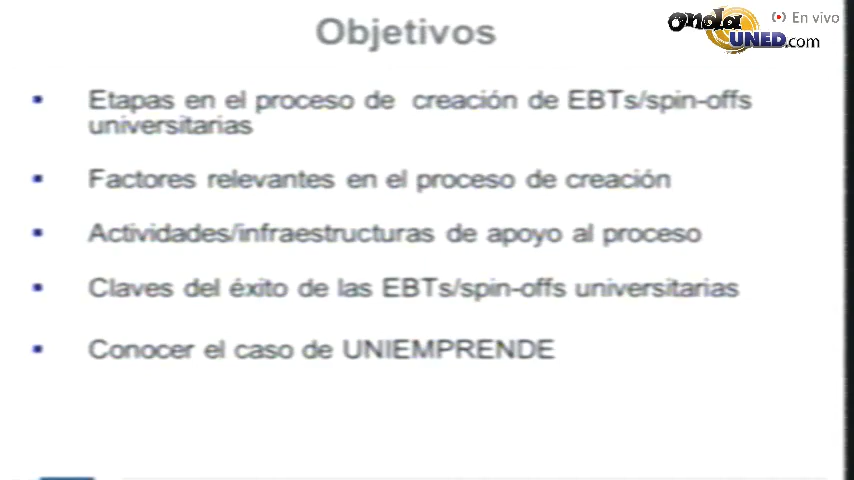 Objetivos
onda
UNED.com
En vivo
Etapas en el proceso de creación de EBTs/spin-offs
universitarias
Factores relevantes en el proceso de creación
Actividades/infraestructuras de apoyo al proceso
Claves del éxito de las EBTs/spin-offs universitarias
Conocer el caso de UNIEMPRENDE